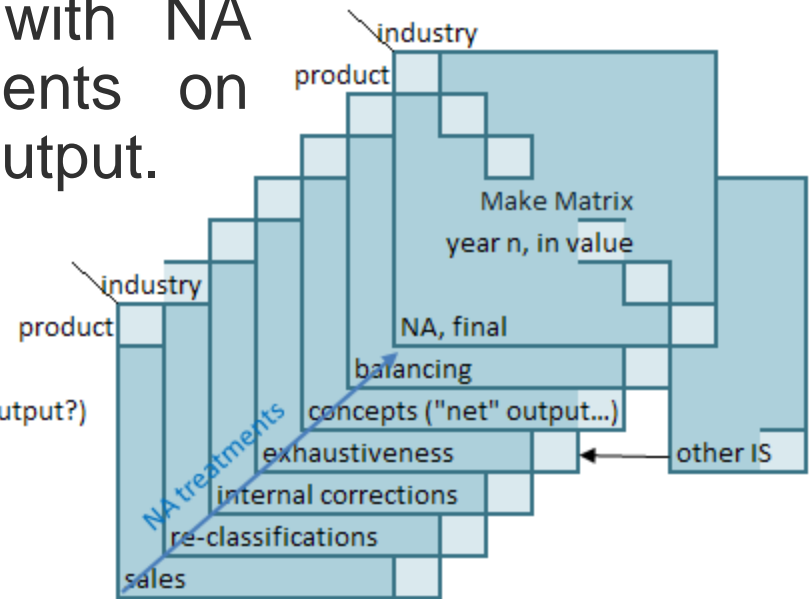 with NA
ents on
utput.
industry
product
Make Matrix
year n, in value
industry
product
NA, final
balancing
utput?)
concepts ("net" output...)
exhaustiveness
other IS
NA treatments
internal corrections
re-classifications
sales